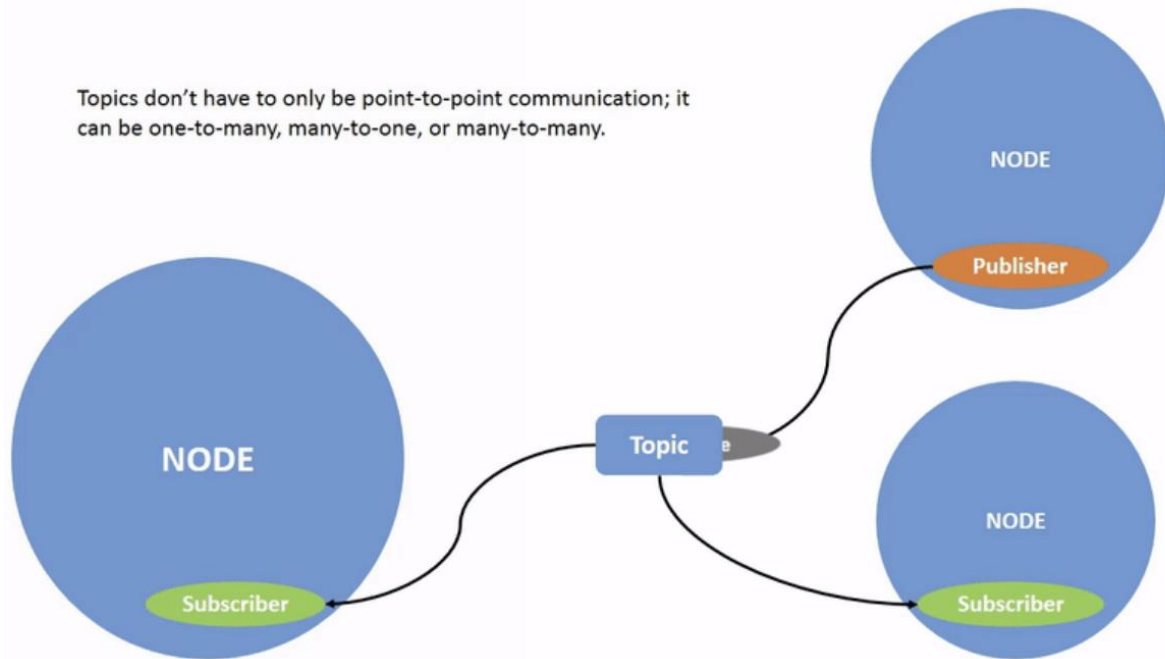 Topics don’t have to only be point-to-point communication; it
can be one-to-many, many-to-one, or many-to-many.
NODE
Publisher
NODE
Topic
NODE
Subscriber
Subscriber